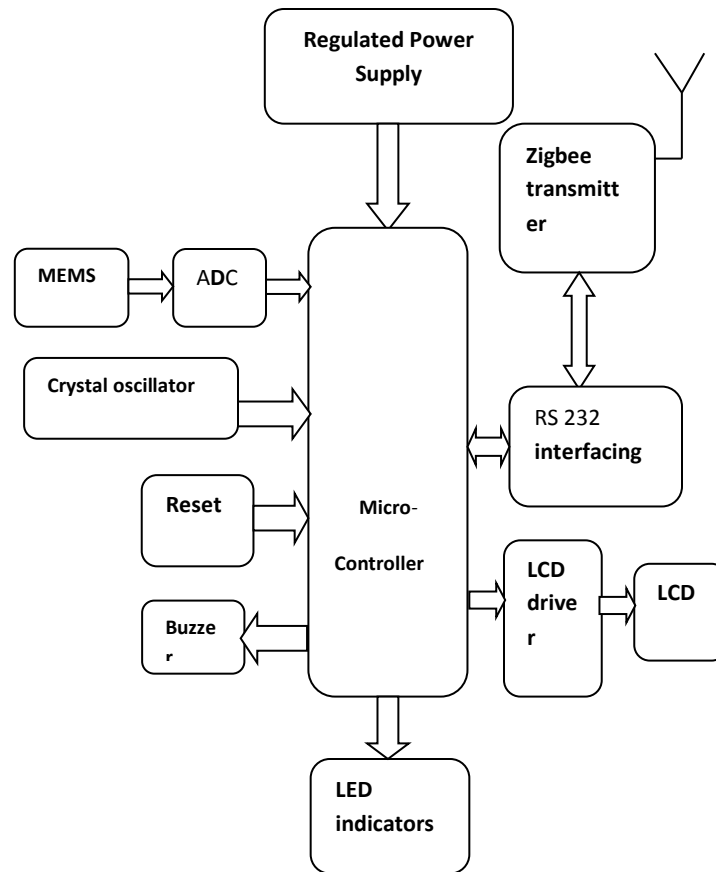 Regulated Power
Supply
Zigbee
transmitt
er
MEMS
ADC
Crystal oscillator
RS 232
interfacing
Reset
Micro-
Controller
LCD
drive
r
LCD
Buzze
r
LED
indicators